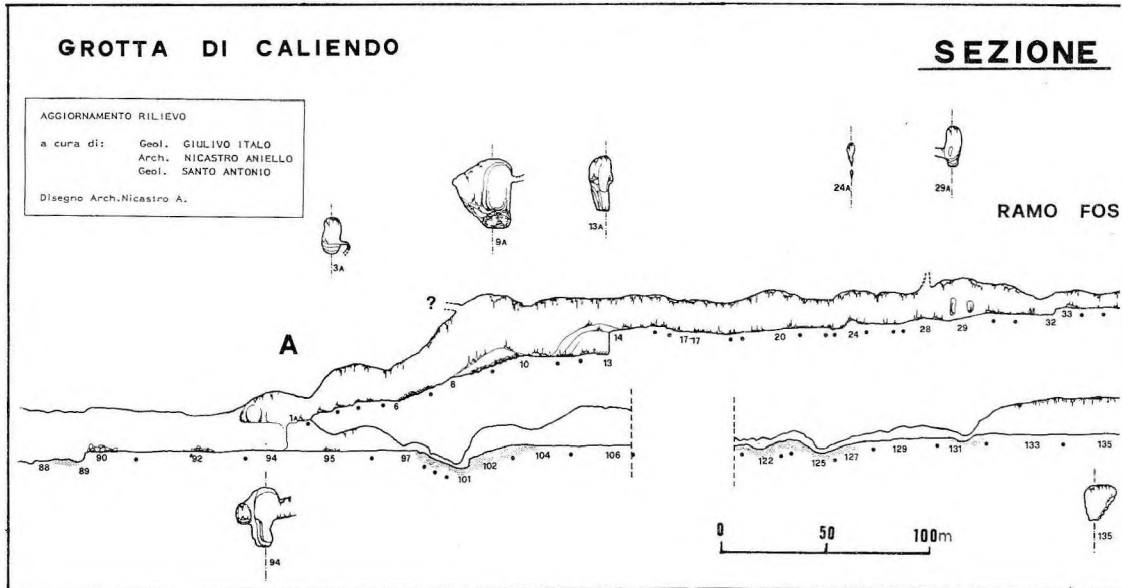 GROTTA DI CALIENDO
SEZIONE
AGGIORNAMENTO RILIEVO
a cura di: Geol. GIULIVO ITALO
Arch. NICASTRO ANIELLO
Geol. SANTO ANTONIO
Disegno Arch.Nicastro A.
3A
9A
13A
24A
29A
RAMO FOS
?
A
1A
6
8
10
13
14
17-17
20
24
28
29
32
33
88
89
90
92
94
95
97
101
102
104
106
122
125
127
129
131
133
135
94
0 50 100m
135